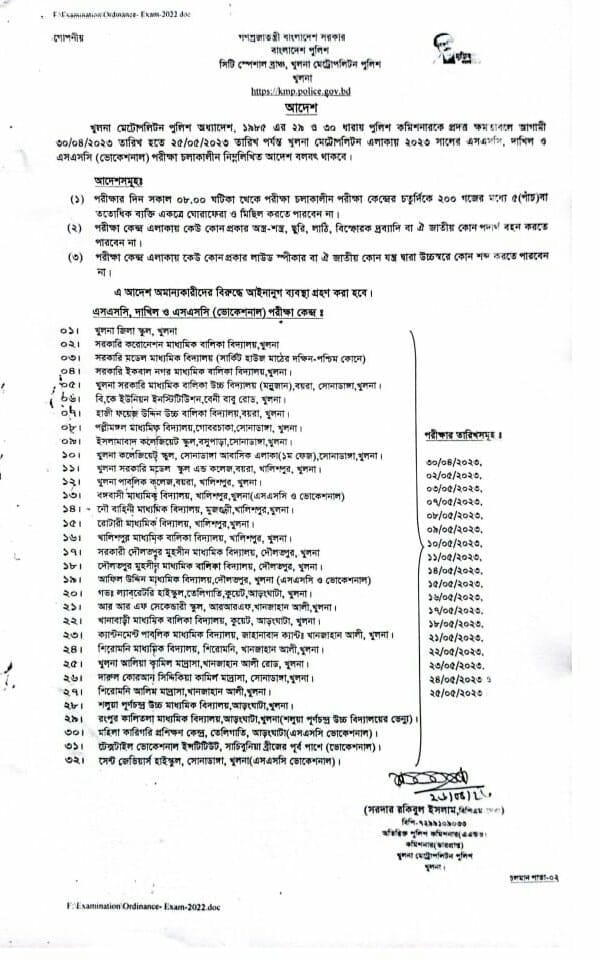 F:\Examination\Ordinance- Exam-2022.doc
গোপনীয়
গণপ্রজাতন্ত্রী বাংলাদেশ সরকার
বাংলাদেশ পুলিশ
সিটি স্পেশাল ব্রাঞ্চ, খুলনা মেট্রোপলিটন পুলিশ
খুলনা
https://kmp.police.gov.bd
আদেশ
খুলনা মেট্রোপলিটন পুলিশ অধ্যাদেশ, ১৯৮৫ এর ২৯ ও ৩০ ধারায় পুলিশ কমিশনারকে প্রদত্ত ক্ষমতাবলে আগামী
৩০/০৪/২০২৩ তারিখ হতে ২৫/০৫/২০২৩ তারিখ পর্যন্ত খুলনা মেট্রোপলিটন এলাকায় ২০২৩ সালের এসএসসি, দাখিল ও
এসএসসি (ভোকেশনাল) পরীক্ষা চলাকালীন নিম্নলিখিত আদেশ বলবৎ থাকবে।
আদেশসমূহঃ
(১) পরীক্ষার দিন সকাল ০৮.০০ ঘটিকা থেকে পরীক্ষা চলাকালীন পরীক্ষা কেন্দ্রের চতুর্দিকে ২০০ গজের মধ্যে ৫(পাঁচ)বা
ততোধিক ব্যক্তি একত্রে ঘোরাফেরা ও মিছিল করতে পারবেন না।
(২) পরীক্ষা কেন্দ্র এলাকায় কেউ কোন প্রকার অস্ত্র-শস্ত্র, ছুরি, লাঠি, বিস্ফোরক দ্রব্যাদি বা ঐ জাতীয় কোন পদার্থ বহন করতে
পারবেন না।
(৩) পরীক্ষা কেন্দ্র এলাকায় কেউ কোন প্রকার লাউড স্পীকার বা ঐ জাতীয় কোন যন্ত্র দ্বারা উচ্চস্বরে কোন শব্দ করতে পারবেন
না।
এ আদেশ অমান্যকারীদের বিরুদ্ধে আইনানুগ ব্যবস্থা গ্রহণ করা হবে।
এসএসসি, দাখিল ও এসএসসি (ভোকেশনাল) পরীক্ষা কেন্দ্র ঃ
০১। খুলনা জিলা স্কুল, খুলনা
০২। সরকারি করোনেশন মাধ্যমিক বালিকা বিদ্যালয়,খুলনা।
০৩। সরকারি মডেল মাধ্যমিক বিদ্যালয় (সার্কিট হাউজ মাঠের দক্ষিন-পশ্চিম কোনে)
০৪। সরকারি ইকবাল নগর মাধ্যমিক বালিকা বিদ্যালয়,খুলনা।
০৫। খুলনা সরকারি মাধ্যমিক বালিকা উচ্চ বিদ্যালয় (মন্নুজান),বয়রা, সোনাডাঙ্গা,খুলনা।
০৬। বি,কে ইউনিয়ন ইনস্টিটিউশন,বেনী বাবু রোড, খুলনা।
০৭। হাজী ফয়েজ উদ্দিন উচ্চ বালিকা বিদ্যালয়,বয়রা, খুলনা।
০৮। পল্লীমঙ্গল মাধ্যমিক বিদ্যালয়,গোবরচাকা,সোনাডাঙ্গা,খুলনা।
০৯। ইসলামাবাদ কলেজিয়েট স্কুল,বসুপাড়া,সোনাডাঙ্গা,খুলনা।
১০। খুলনা কলেজিয়েট স্কুল, সোনাডাঙ্গা আবাসিক এলাকা(১ম ফেজ),সোনাডাঙ্গা,খুলনা।
১১। খুলনা সরকারি মডেল স্কুল এন্ড কলেজ,বয়রা, খালিশপুর, খুলনা।
১২। খুলনা পাবলিক কলেজ,বয়রা, খালিশপুর, খুলনা।
১৩। বঙ্গবাসী মাধ্যমিক বিদ্যালয়, খালিশপুর,খুলনা(এসএসসি ও ভোকেশনাল)
১৪। নৌ বাহিনী মাধ্যমিক বিদ্যালয়, মুজগুন্নী,খালিশপুর,খুলনা।
১৫। রোটারী মাধ্যমিক বিদ্যালয়, খালিশপুর,খুলনা।
১৬। খালিশপুর মাধ্যমিক বালিকা বিদ্যালয়, খালিশপুর, খুলনা।
১৭। সরকারী দৌলতপুর মুহসীন মাধ্যমিক বিদ্যালয়, দৌলতপুর, খুলনা
১৮। দৌলতপুর মুহসীন মাধ্যমিক বালিকা বিদ্যালয়, দৌলতপুর, খুলনা।
১৯। আফিল উদ্দিন মাধ্যমিক বিদ্যালয়,দৌলতপুর, খুলনা (এসএসসি ও ভোকেশনাল)
২০। গভঃ ল্যাবরেটরি হাইস্কুল,তেলিগাতি,কুয়েট,আড়ংঘাটা, খুলনা।
২১। আর আর এফ সেকেন্ডারী স্কুল, আরআরএফ,খানজাহান আলী,খুলনা।
২২। খানাবাড়ী মাধ্যমিক বালিকা বিদ্যালয়, কুয়েট, আড়ংঘাটা, খুলনা।
২৩। ক্যান্টনমেন্ট পাবলিক মাধ্যমিক বিদ্যালয়, জাহানাবাদ ক্যান্টঃ খানজাহান আলী, খুলনা।
২৪। শিরোমনি মাধ্যমিক বিদ্যালয়, শিরোমনি, খানজাহান আলী,খুলনা।
২৫। খুলনা আলিয়া কামিল মাদ্রাসা,খানজাহান আলী রোড, খুলনা।
২৬। দারুল কোরআন সিদ্দিকিয়া কামিল মাদ্রাসা, সোনাডাঙ্গা, খুলনা।
২৭। শিরোমনি আলিম মাদ্রাসা,খানজাহান আলী, খুলনা।
২৮। শলুয়া পূর্ণচন্দ্র উচ্চ মাধ্যমিক বিদ্যালয়,আড়ংঘাটা, খুলনা।
২৯। রংপুর কালিতলা মাধ্যমিক বিদ্যালয়,আড়ংঘাটা,খুলনা(শলুয়া পূর্ণচন্দ্র উচ্চ বিদ্যালয়ের ভেন্যু)।
৩০। মহিলা কারিগরি প্রশিক্ষণ কেন্দ্র, তেলিগাতি, আড়ংঘাটা(এসএসসি ভোকেশনাল)।
৩১। টেক্সটাইল ভোকেশনাল ইন্সটিটিউট, সাচিবুনিয়া ব্রীজের পূর্ব পাশে (ভোকেশনাল)।
৩২। সেন্ট জেভিয়ার্স হাইস্কুল, সোনাডাঙ্গা, খুলনা(এসএসসি ভোকেশনাল)।
পরীক্ষার তারিখসমূহ ঃ
৩০/০৪/২০২৩,
০২/০৫/২০২৩,
০৩/০৫/২০২৩,
০৭/০৫/২০২৩,
০৮/০৫/২০২৩,
০৯/০৫/২০২৩,
১০/০৫/২০২৩,
১১/০৫/২০২৩,
১৪/০৫/২০২৩,
১৫/০৫/২০২৩,
১৬/০৫/২০২৩,
১৭/০৫/২০২৩,
১৮/০৫/২০২৩,
২১/০৫/২০২৩,
২২/০৫/২০২৩,
২৩/০৫/২০২৩,
২৪/০৫/২০২৩ ও
২৫/০৫/২০২৩
(সরদার রকিবুল ইসলাম,বিপিএম
বিপি-৭২৯৯১০৯০৩৩
অতিরিক্ত পুলিশ কমিশনার(এএন্ডও)
কমিশনার(ভারপ্রাপ্ত)
খুলনা মেট্রোপলিটন পুলিশ
খুলনা।
চলমান পাতা-০২
F:\Examination\Ordinance- Exam-2022.doc